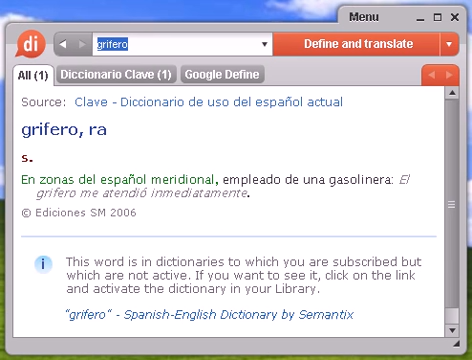 Menu
di
grifero
Define and translate
All (1)
Diccionario Clave (1)
Google Define
Source: Clave - Diccionario de uso del español actual
grifero, ra
s.
En zonas del español meridional, empleado de una gasolinera: El
grifero me atendió inmediatamente.
© Ediciones SM 2006
i
This word is in dictionaries to which you are subscribed but
which are not active. If you want to see it, click on the link
and activate the dictionary in your Library.
"grifero" - Spanish-English Dictionary by Semantix